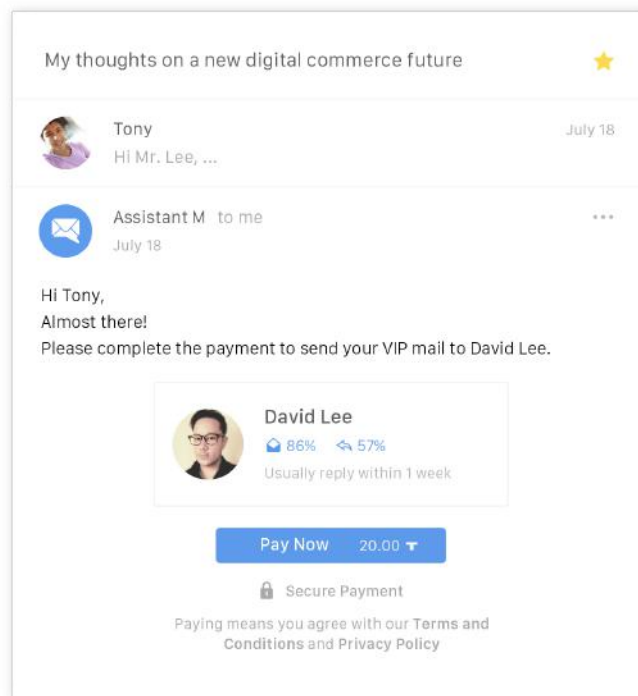 My thoughts on a new digital commerce future
Tony
July 18
Hi Mr. Lee, ...
Assistant M to me
July 18
Hi Tony,
Almost there!
Please complete the payment to send your VIP mail to David Lee.
David Lee
86% 57%
Usually reply within 1 week
Pay Now 20.00
Secure Payment
Paying means you agree with our Terms and
Conditions and Privacy Policy